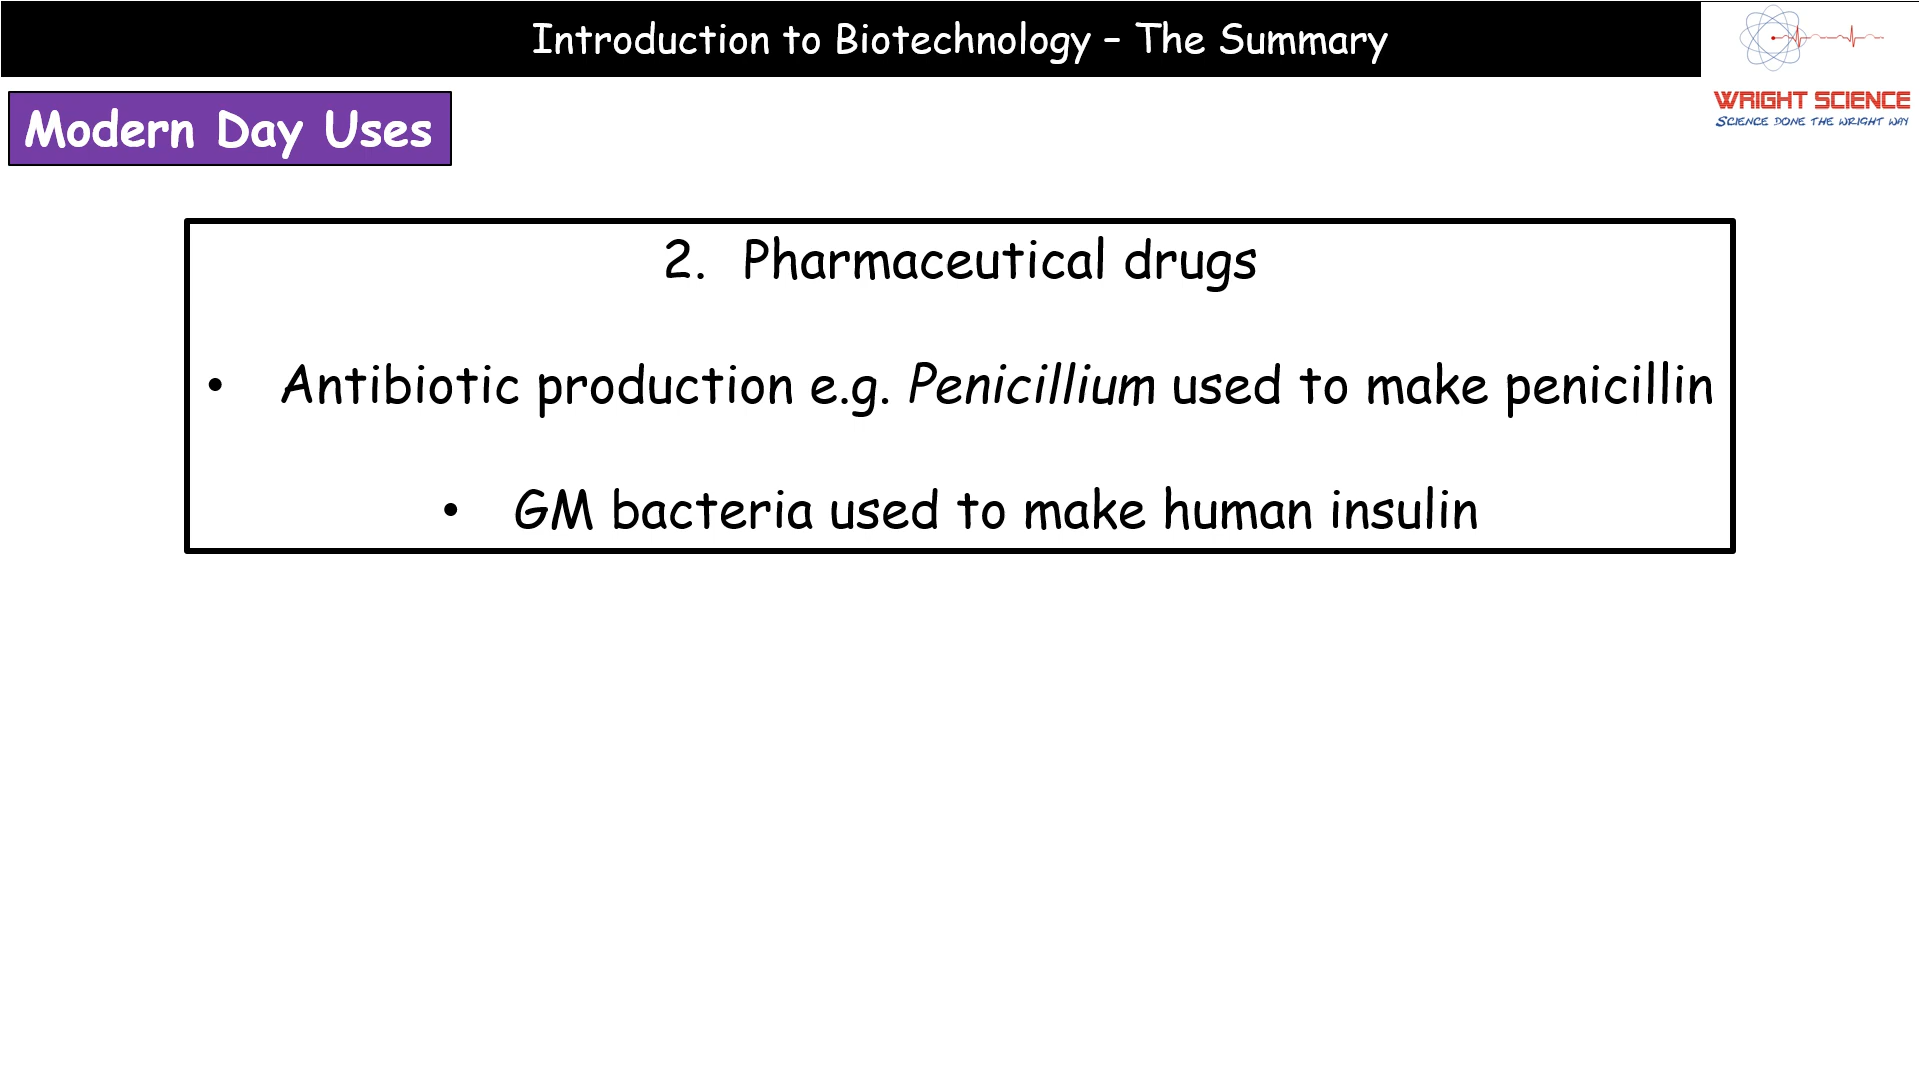 Introduction to Biotechnology – The Summary
WRIGHT SCIENCE
SCIENCE DONE THE WRIGHT WAY
Modern Day Uses
2. Pharmaceutical drugs
• Antibiotic production e.g. Penicillium used to make penicillin
• GM bacteria used to make human insulin